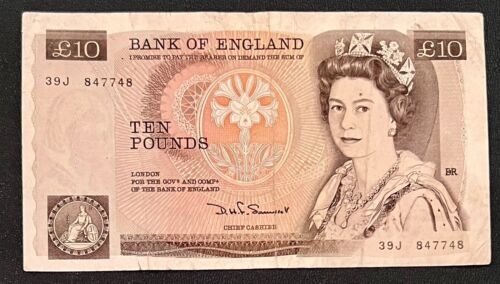 £10
BANK OF ENGLAND
£10
I PROMISE TO PAY THE BEARER ON DEMAND THE SUM OF
39J 847748
TEN
POUNDS
LONDON
FOR THE GOVR AND COMPA
OF THE BANK OF ENGLAND
D.H.F. Somerset
CHIEF CASHIER
39J 847748